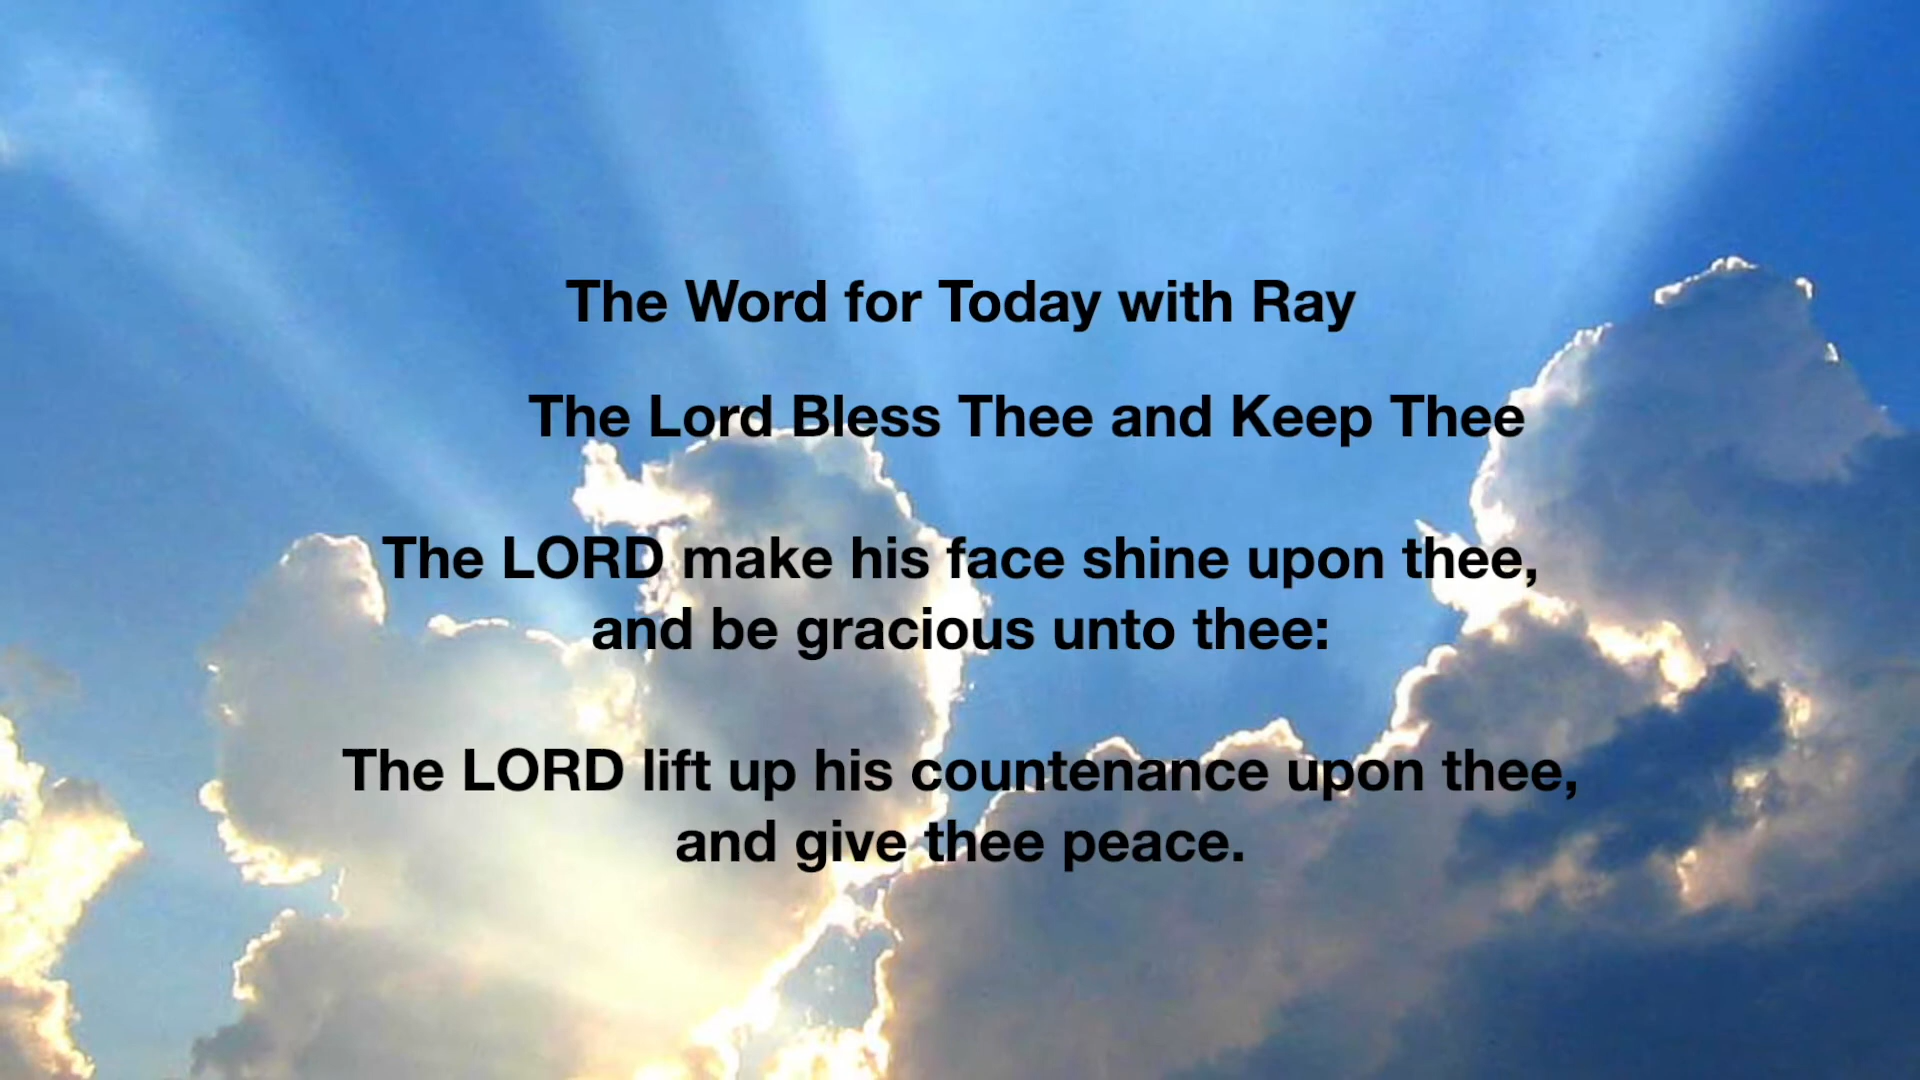 The Word for Today with Ray
The Lord Bless Thee and Keep Thee
The LORD make his face shine upon thee,
and be gracious unto thee:
The LORD lift up his countenance upon thee,
and give thee peace.